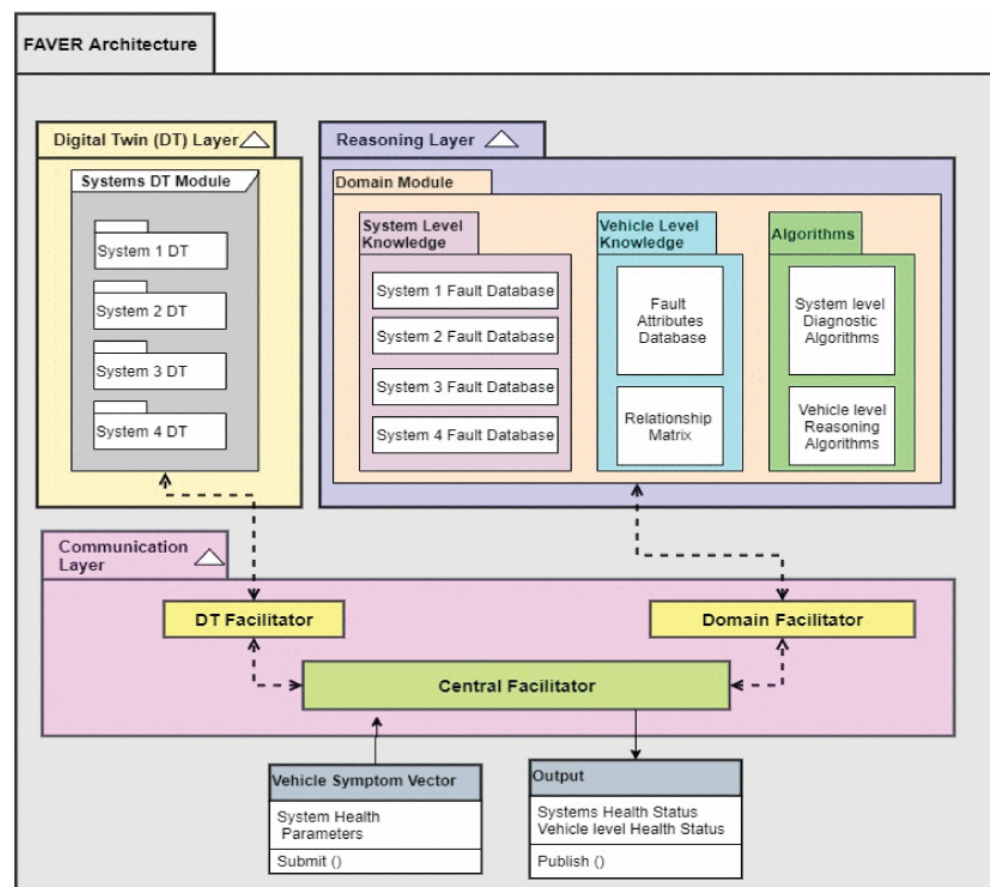 FAVER Architecture
Digital Twin (DT) Layer
Systems DT Module
System 1 DT
System 2 DT
System 3 DT
System 4 DT
Reasoning Layer
Domain Module
System Level
Knowledge
System 1 Fault Database
System 2 Fault Database
System 3 Fault Database
System 4 Fault Database
Vehicle Level
Knowledge
Fault
Attributes
Database
Relationship
Matrix
Algorithms
System level
Diagnostic
Algorithms
Vehicle level
Reasoning
Algorithms
Communication
Layer
DT Facilitator
Domain Facilitator
Central Facilitator
Vehicle Symptom Vector
System Health
Parameters
Submit ()
Output
Systems Health Status
Vehicle level Health Status
Publish ()